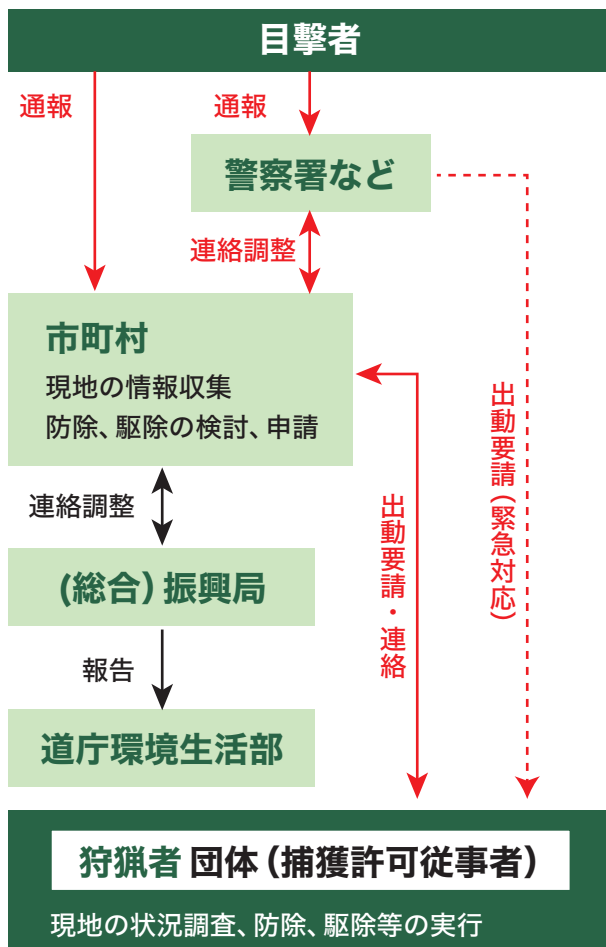 目撃者
通報
通報
警察署など
連絡調整
市町村
現地の情報収集
防除、駆除の検討、申請
出動要請(緊急対応)
出動要請・連絡
連絡調整
(総合)振興局
報告
道庁環境生活部
狩猟者 団体(捕獲許可従事者)
現地の状況調査、防除、駆除等の実行